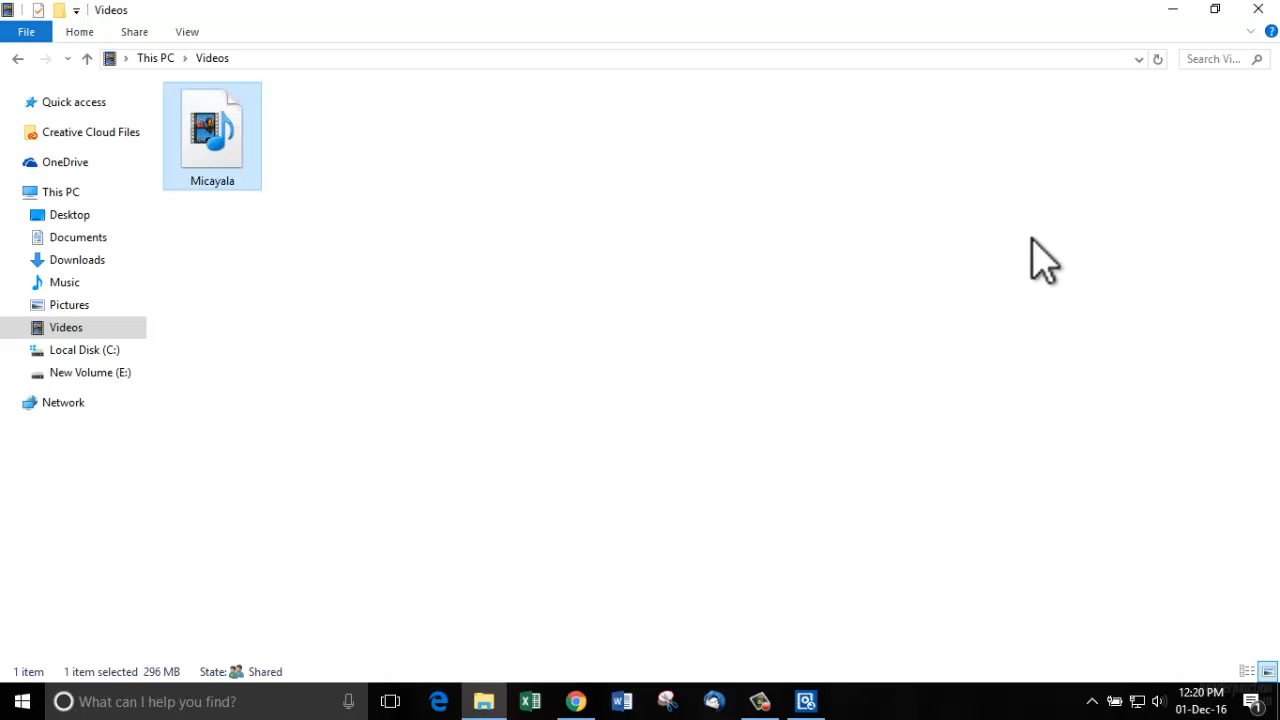 Videos
File Home Share View
This PC Videos
Search Vi...
Quick access
Creative Cloud Files
OneDrive
This PC
Desktop
Documents
Downloads
Music
Pictures
Videos
Local Disk (C:)
New Volume (E:)
Network
Micayala
1 item 1 item selected 296 MB State: Shared
What can I help you find?
12:20 PM
01-Dec-16
1